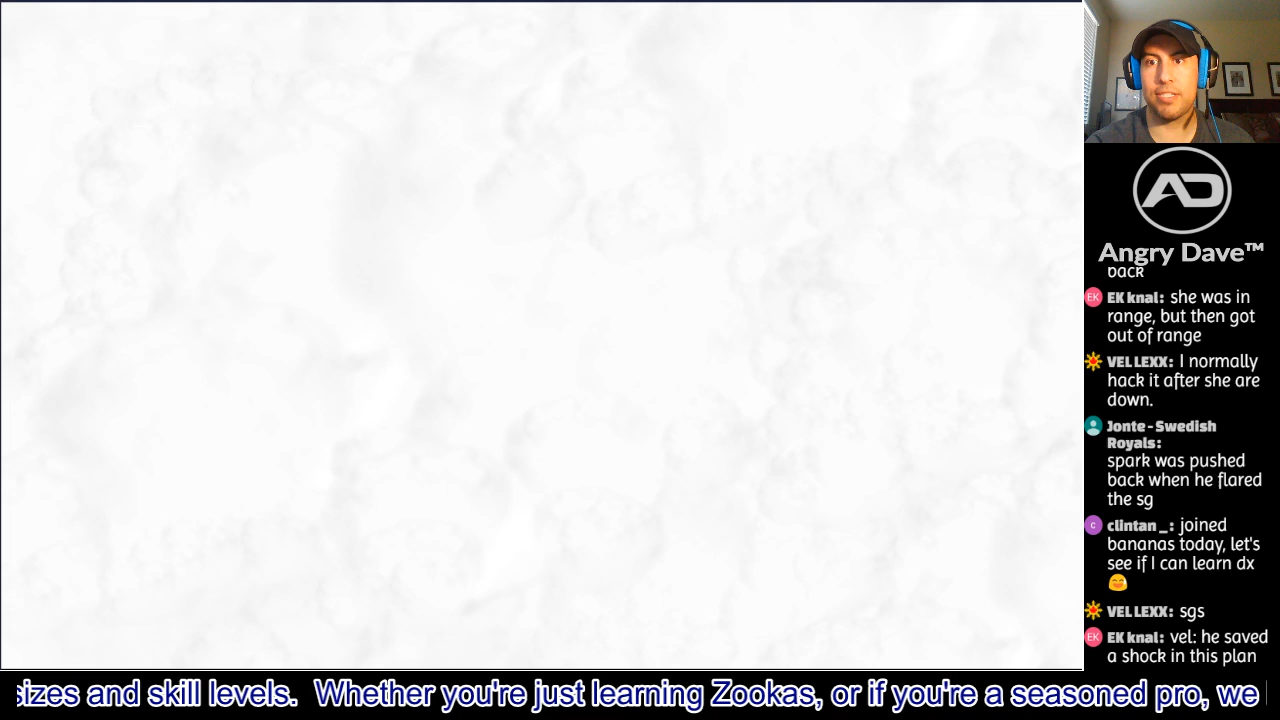 AD
Angry Dave™
back
EK EK knal: she was in
range, but then got
out of range
VEL LEXX: I normally
hack it after she are
down.
Jonte - Swedish
Royals:
spark was pushed
back when he flared
the sg
c clintan_: joined
bananas today, let's
see if I can learn dx
VEL LEXX: sgs
EK EK knal: vel: he saved
a shock in this plan
sizes and skill levels. Whether you're just learning Zookas, or if you're a seasoned pro, we